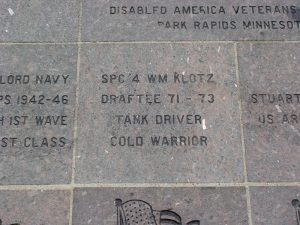 DISABLED AMERICA VETERANS
PARK RAPIDS MINNESOT
LORD NAVY
PS 1942-46
H 1ST WAVE
ST CLASS
SPC 4 WM KLOTZ
DRAFTEE 71 - 73
TANK DRIVER
COLD WARRIOR
STUART
US AR